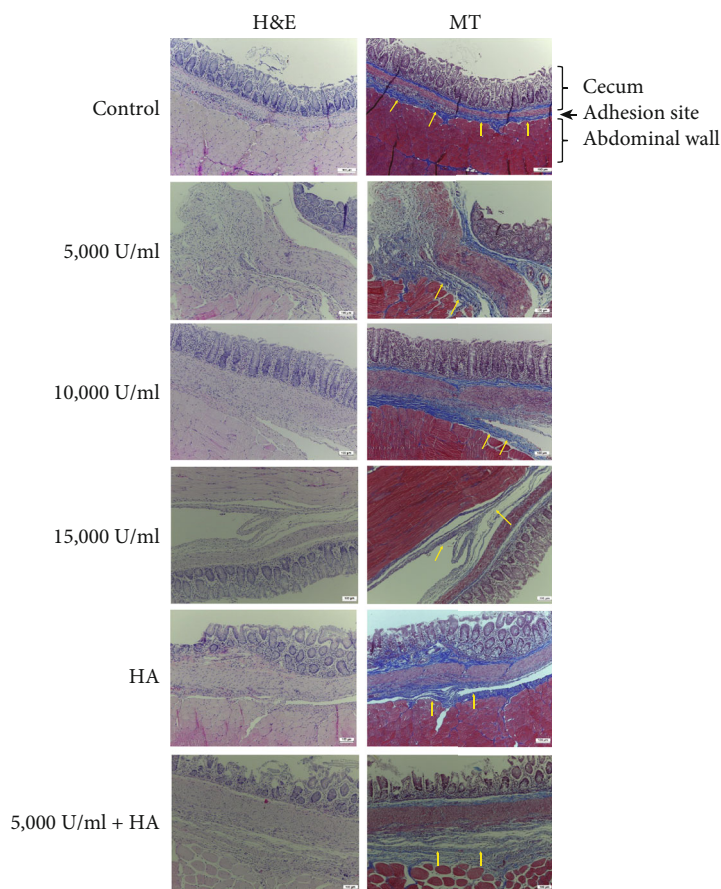 H&E MT
Control
Cecum
Adhesion site
Abdominal wall
5,000 U/ml
10,000 U/ml
15,000 U/ml
HA
5,000 U/ml + HA